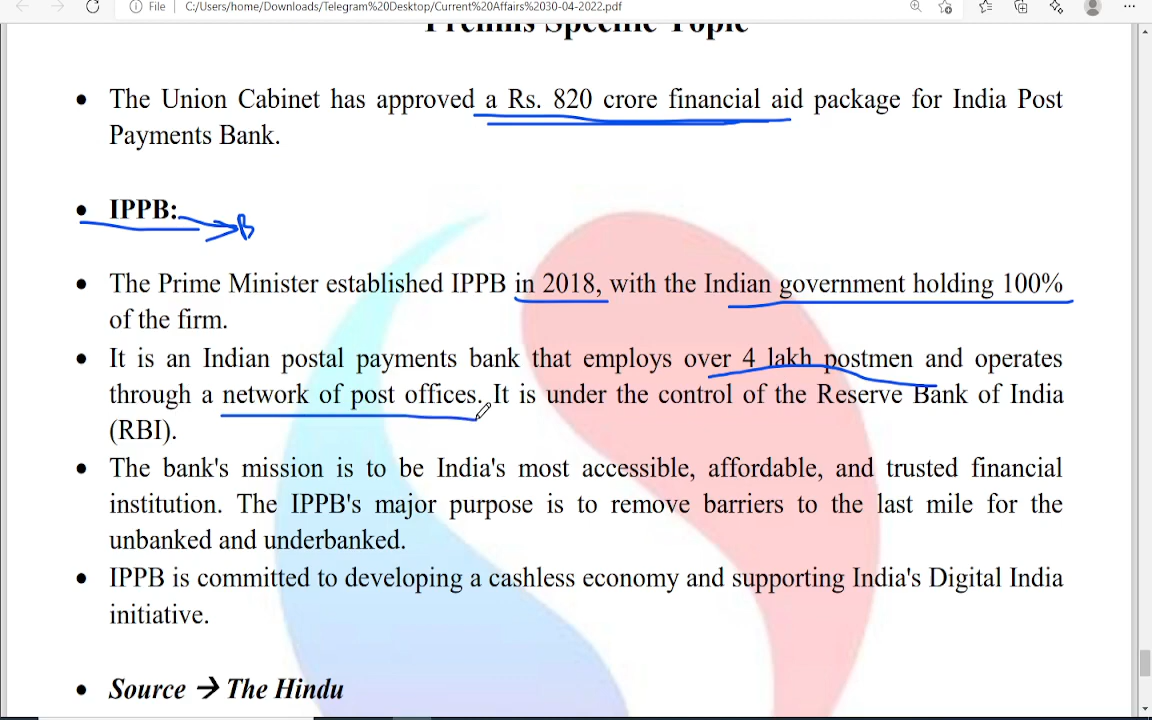 File
C:/Users/home/Downloads/Telegram%20Desktop/Current%20Affairs%2030-04-2022.pdf
Prelims Specific Topic
• The Union Cabinet has approved a Rs. 820 crore financial aid package for India Post
Payments Bank.
• IPPB: B
• The Prime Minister established IPPB in 2018, with the Indian government holding 100%
of the firm.
• It is an Indian postal payments bank that employs over 4 lakh postmen and operates
through a network of post offices. It is under the control of the Reserve Bank of India
(RBI).
• The bank's mission is to be India's most accessible, affordable, and trusted financial
institution. The IPPB's major purpose is to remove barriers to the last mile for the
unbanked and underbanked.
• IPPB is committed to developing a cashless economy and supporting India's Digital India
initiative.
• Source → The Hindu